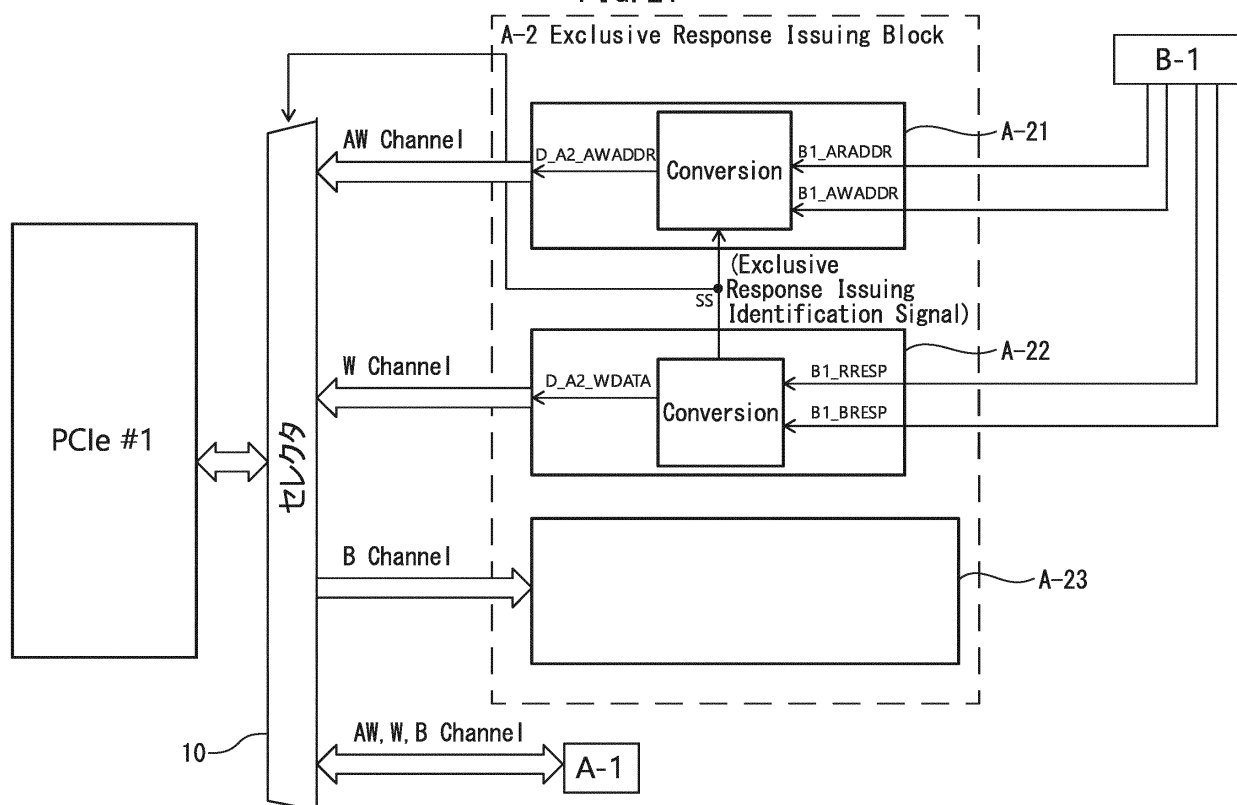 A-2 Exclusive Response Issuing Block
B-1
AW Channel
D_A2_AWADDR
Conversion
B1_ARADDR
B1_AWADDR
A-21
SS
(Exclusive
Response Issuing
Identification Signal)
W Channel
D_A2_WDATA
Conversion
B1_RRESP
B1_BRESP
A-22
PCIe #1
セレクタ
B Channel
A-23
10
AW, W, B Channel
A-1